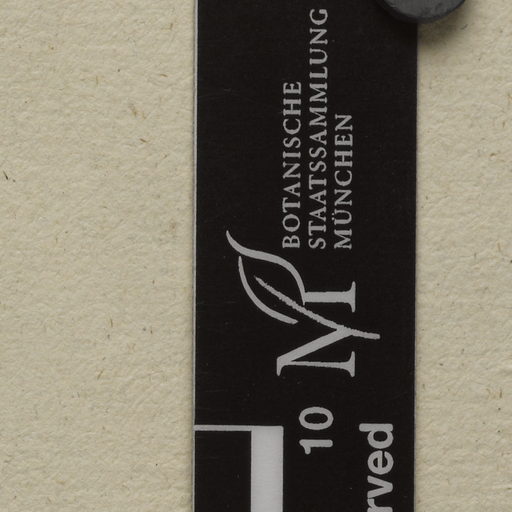 BOTANISCHE
STAATSSAMMLUNG
MÜNCHEN
M
10
rved